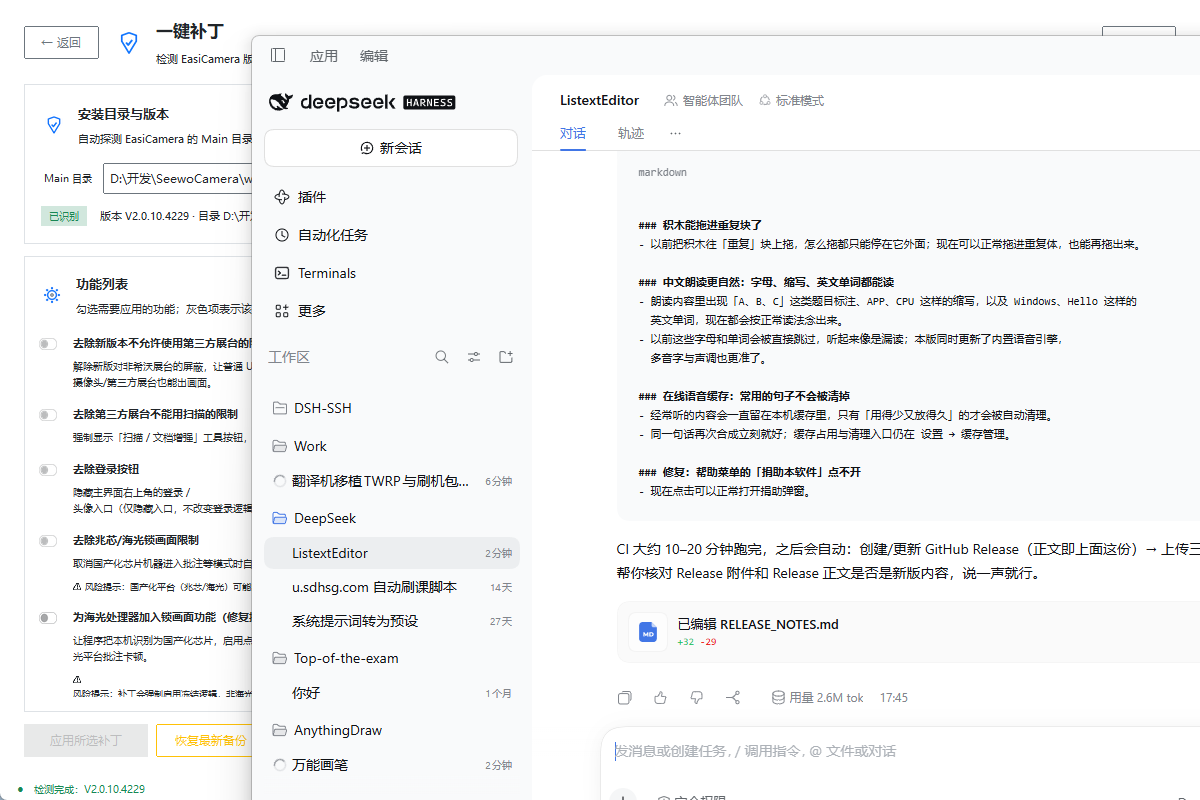 ← 返回
一键补丁
检测 EasiCamera 版
安装目录与版本
自动探测 EasiCamera 的 Main 目录
Main 目录
D:\开发\SeewoCamera\w
已识别
版本 V2.0.10.4229 · 目录 D:\开
功能列表
勾选需要应用的功能；灰色项表示该
去除新版本不允许使用第三方展台的
解除新版对非希沃展台的屏蔽，让普通 U
摄像头/第三方展台也能出画面。
去除第三方展台不能用扫描的限制
强制显示「扫描 / 文档增强」工具按钮，
去除登录按钮
隐藏主界面右上角的登录 /
头像入口（仅隐藏入口，不改变登录逻辑
去除兆芯/海光锁画面限制
取消国产化芯片机器进入批注等模式时自
⚠ 风险提示：国产化平台（兆芯/海光）可能
为海光处理器加入锁画面功能（修复
让程序把本机识别为国产化芯片，启用点
光平台批注卡顿。
⚠
风险提示：补丁会强制启用冻结逻辑，非海光
应用所选补丁
恢复最新备份
检测完成：V2.0.10.4229
应用
编辑
deepseek HARNESS
新会话
插件
自动化任务
Terminals
更多
工作区
DSH-SSH
Work
翻译机移植TWRP与刷机包... 6分钟
DeepSeek
ListextEditor 2分钟
u.sdhsg.com 自动刷课脚本 14天
系统提示词转为预设 27天
Top-of-the-exam
你好 1个月
AnythingDraw
万能画笔 2分钟
ListextEditor
智能体团队
标准模式
对话
轨迹
...
markdown
### 积木能拖进重复块了
- 以前把积木往「重复」块上拖，怎么拖都只能停在它外面；现在可以正常拖进重复体，也能再拖出来。
### 中文朗读更自然：字母、缩写、英文单词都能读
- 朗读内容里出现「A、B、C」这类题目标注、APP、CPU 这样的缩写，以及 Windows、Hello 这样的
英文单词，现在都会按正常读法念出来。
- 以前这些字母和单词会被直接跳过，听起来像是漏读；本版同时更新了内置语音引擎，
多音字与声调也更准了。
### 在线语音缓存：常用的句子不会被清掉
- 经常听的内容会一直留在本机缓存里，只有「用得少又放得久」的才会被自动清理。
- 同一句话再次合成立刻就好；缓存占用与清理入口仍在 设置 → 缓存管理。
### 修复：帮助菜单的「捐助本软件」点不开
- 现在点击可以正常打开捐助弹窗。
CI 大约 10–20 分钟跑完，之后会自动：创建/更新 GitHub Release（正文即上面这份）→ 上传三
帮你核对 Release 附件和 Release 正文是否是新版内容，说一声就行。
MD
已编辑 RELEASE_NOTES.md
+32 -29
用量 2.6M tok
17:45
发消息或创建任务, / 调用指令, @ 文件或对话